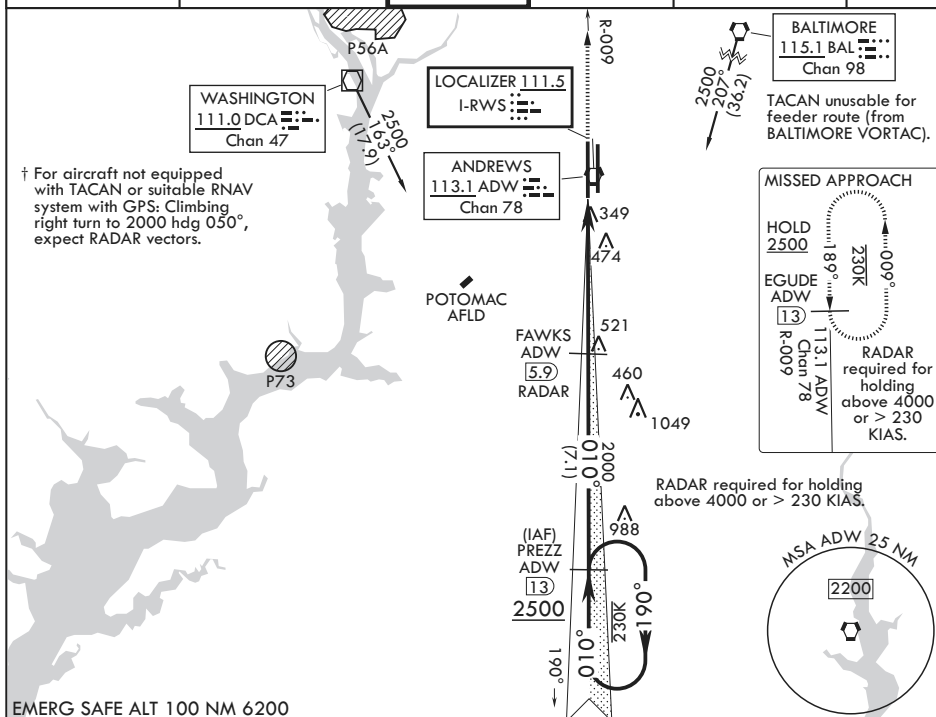 P56A
R-009
BALTIMORE
115.1 BAL
Chan 98
2500
207°
(36.2)
TACAN unusable for
feeder route (from
BALTIMORE VORTAC).
WASHINGTON
111.0 DCA
Chan 47
2500
163°
(17.9)
LOCALIZER 111.5
I-RWS
ANDREWS
113.1 ADW
Chan 78
† For aircraft not equipped
with TACAN or suitable RNAV
system with GPS: Climbing
right turn to 2000 hdg 050°,
expect RADAR vectors.
MISSED APPROACH
HOLD
2500
189°
230K
009°
EGUDE
ADW
13
113.1 ADW
Chan 78
R-009
RADAR
required for
holding
above 4000
or > 230
KIAS.
349
474
POTOMAC
AFLD
FAWKS
ADW
5.9
RADAR
521
460
1049
P73
2000
010°
(7.1)
RADAR required for holding
above 4000 or > 230 KIAS.
988
(IAF)
PREZZ
ADW
13
2500
230K
190°
010°
190°
MSA ADW 25 NM
2200
EMERG SAFE ALT 100 NM 6200